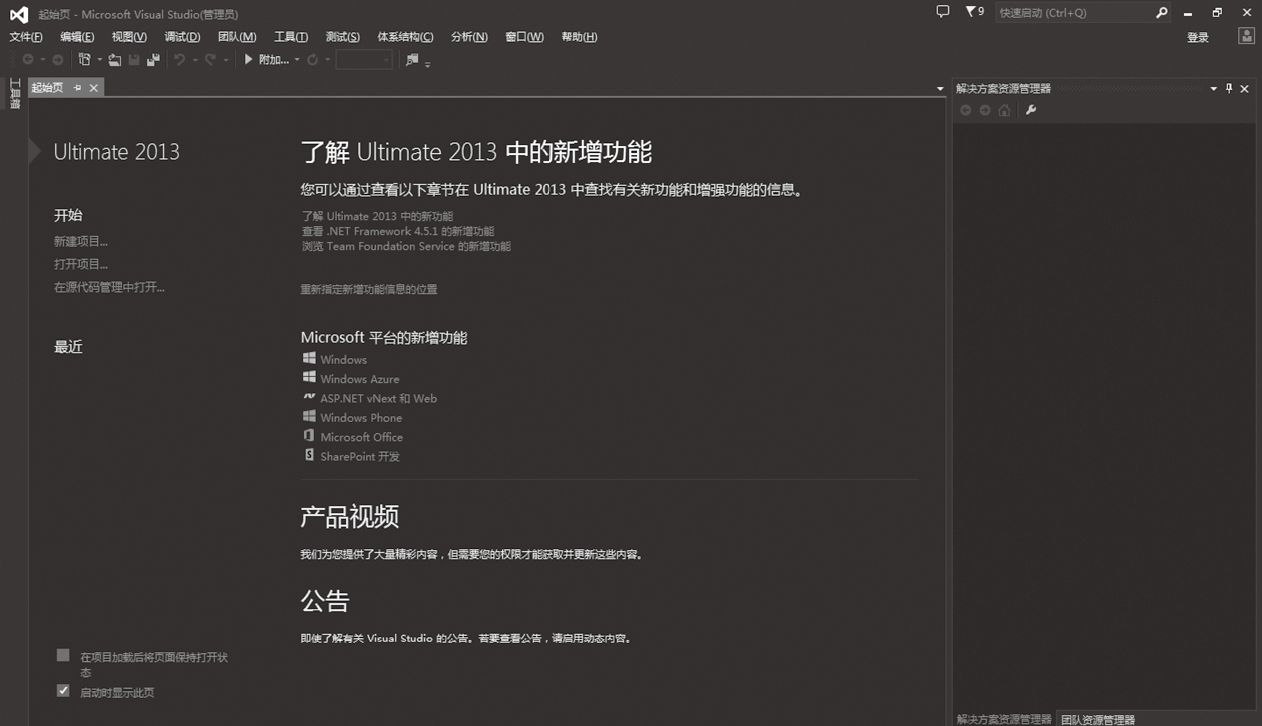 起始页 - Microsoft Visual Studio(管理员)
9
快速启动 (Ctrl+Q)
文件(F) 编辑(E) 视图(V) 调试(D) 团队(M) 工具(T) 测试(S) 体系结构(C) 分析(N) 窗口(W) 帮助(H)
登录
附加...
工具箱
起始页
解决方案资源管理器
Ultimate 2013
开始
新建项目...
打开项目...
在源代码管理中打开...
最近
在项目加载后将页面保持打开状
态
启动时显示此页
了解 Ultimate 2013 中的新增功能
您可以通过查看以下章节在 Ultimate 2013 中查找有关新功能和增强功能的信息。
了解 Ultimate 2013 中的新功能
查看 .NET Framework 4.5.1 的新增功能
浏览 Team Foundation Service 的新增功能
重新指定新增功能信息的位置
Microsoft 平台的新增功能
Windows
Windows Azure
ASP.NET vNext 和 Web
Windows Phone
Microsoft Office
SharePoint 开发
产品视频
我们为您提供了大量精彩内容，但需要您的权限才能获取并更新这些内容。
公告
即使了解有关 Visual Studio 的公告。若要查看公告，请启用动态内容。
解决方案资源管理器 团队资源管理器